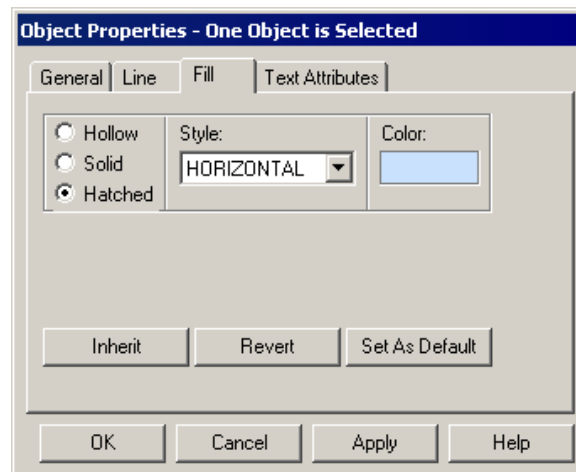 Object Properties - One Object is Selected
General Line Fill Text Attributes
Hollow Style: Color:
Solid HORIZONTAL
Hatched
Inherit Revert Set As Default
OK Cancel Apply Help